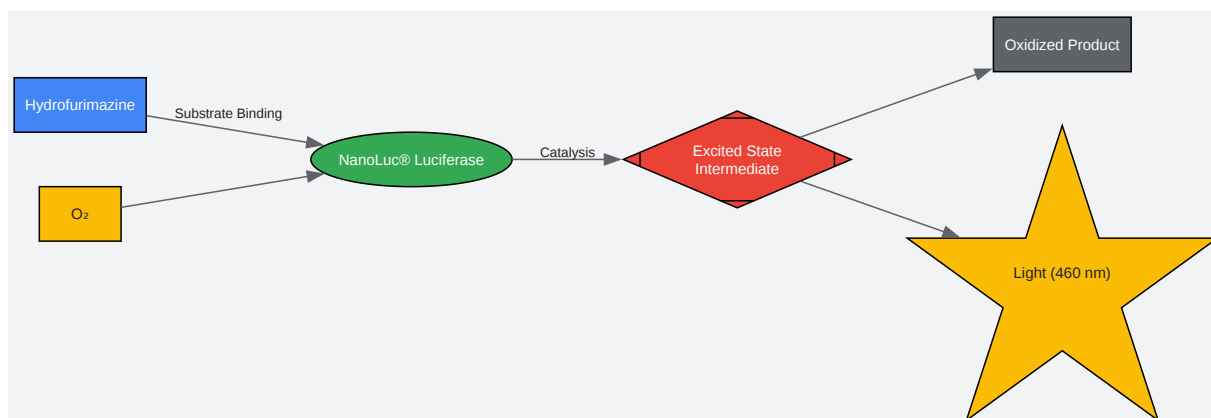 Hydrofurimazine
Substrate Binding
O₂
NanoLuc® Luciferase
Catalysis
Excited State
Intermediate
Oxidized Product
Light (460 nm)